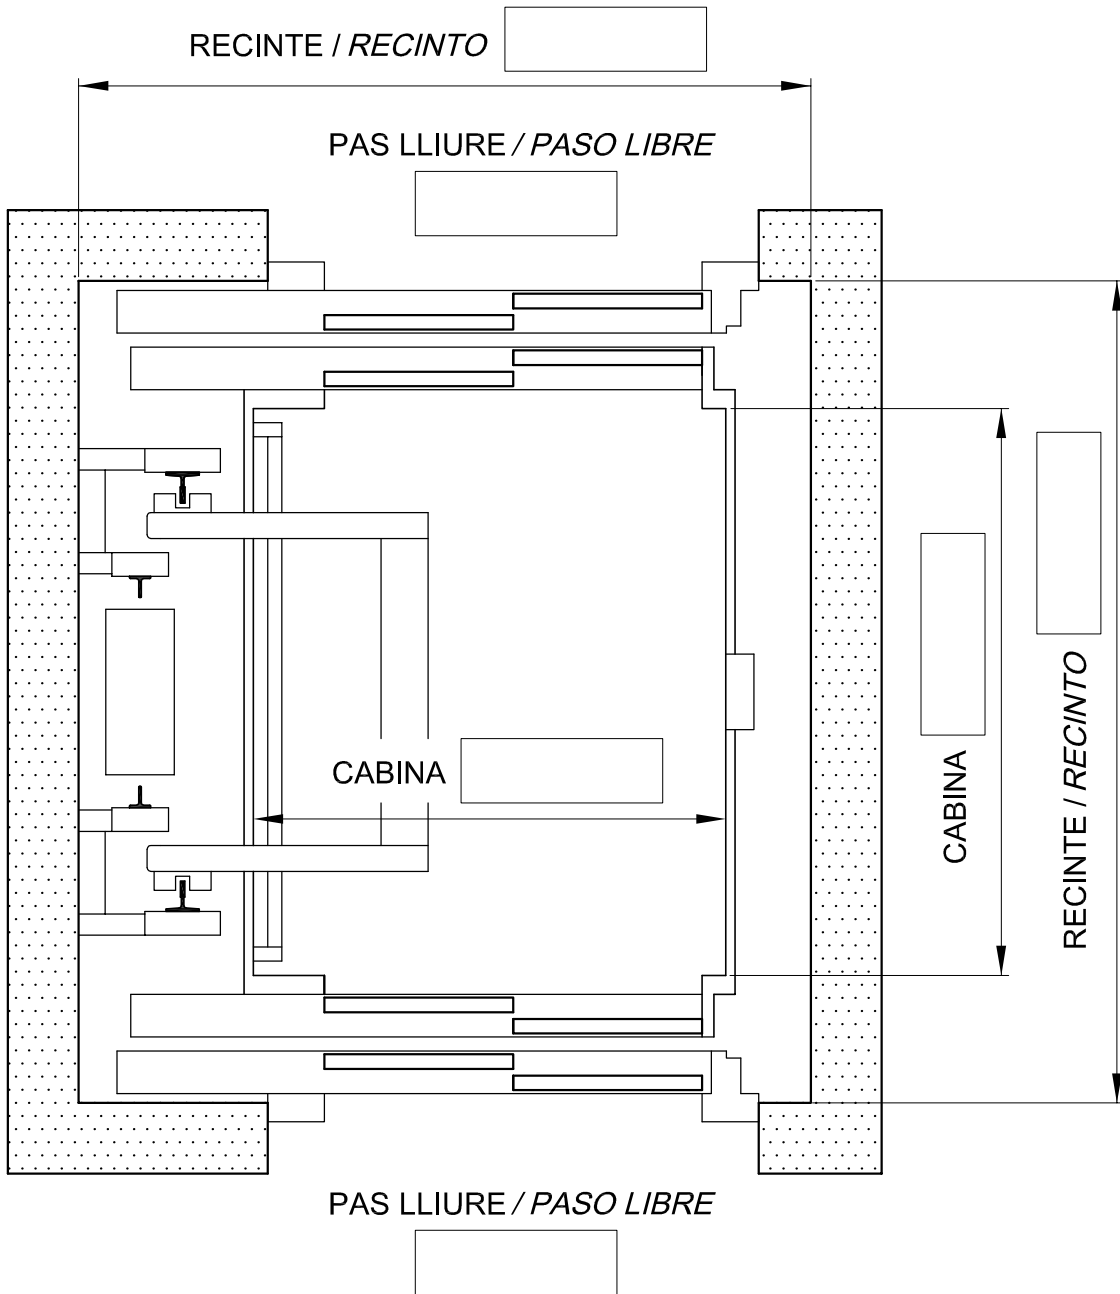 RECINTE / RECINTO
PAS LLIURE / PASO LIBRE
CABINA
CABINA
RECINTE / RECINTO
PAS LLIURE / PASO LIBRE